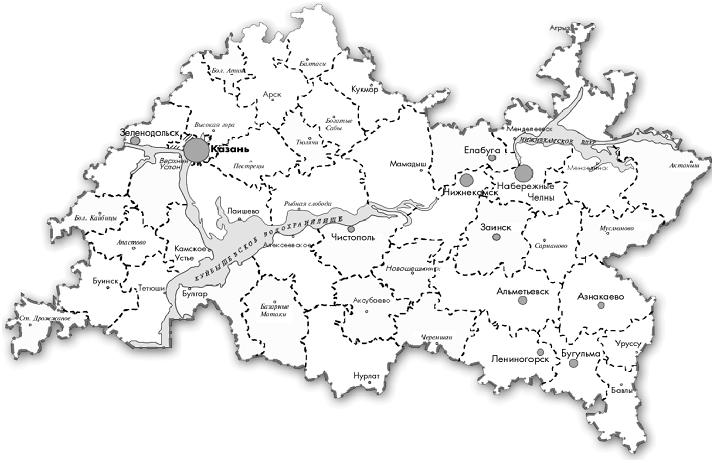 Агрыз
Балтаси
Бол. Атня
Кукмор
Арск
Высокая гора
Богатые
Сабы
Менделеевск
Зеленодольск
Тюлячи
НИЖНЕКАМСКОЕ ВДХР.
Казань
Елабуга
Верхний
Услон
Пестрецы
Мамадыш
Мензелинск
Актаныш
Набережные
Челны
Нижнекамск
Рыбная слобода
Бол. Кайбицы
Лаишево
КУЙБЫШЕВСКОЕ ВОДОХРАНИЛИЩЕ
Заинск
Муслюмово
Чистополь
Апастово
Камское
Устье
Алексеевское
Сарманово
Новошешминск
Буинск
Тетюши
Булгар
Альметьевск
Азнакаево
Базарные
Матаки
Аксубаево
Ст. Дрожжаное
Черемшан
Уруссу
Лениногорск
Бугульма
Нурлат
Бавлы